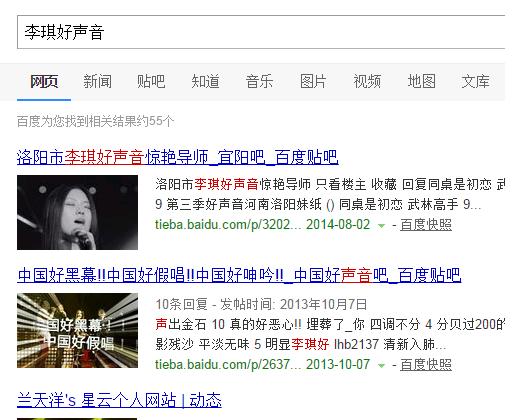 李琪好声音
网页 新闻 贴吧 知道 音乐 图片 视频 地图 文库
百度为您找到相关结果约55个
洛阳市李琪好声音惊艳导师_宜阳吧_百度贴吧
洛阳市李琪好声音惊艳导师 只看楼主 收藏 回复同桌是初恋 武
9 第三季好声音河南洛阳妹纸 () 同桌是初恋 武林高手 9...
tieba.baidu.com/p/3202... 2014-08-02 - 百度快照
中国好黑幕!!中国好假唱!!中国好呻吟!!_中国好声音吧_百度贴吧
国好黑幕!
中国好假唱
10条回复 - 发帖时间: 2013年10月7日
声出金石 10 真的好恶心!! 埋葬了_你 四调不分 4 分贝过200的
影残沙 平淡无味 5 明显李琪好 lhb2137 清新入肺...
tieba.baidu.com/p/2637... 2013-10-07 - 百度快照
兰天洋's 星云个人网站 | 动态